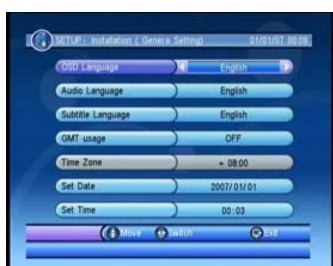 SETUP- Installation ( Genera Setting) 01/01/07 00:09
OSD Language English
Audio Language English
Subtitle Language English
GMT usage OFF
Time Zone + 08:00
Set Date 2007/01/01
Set Time 00:03
Move Switch Exit